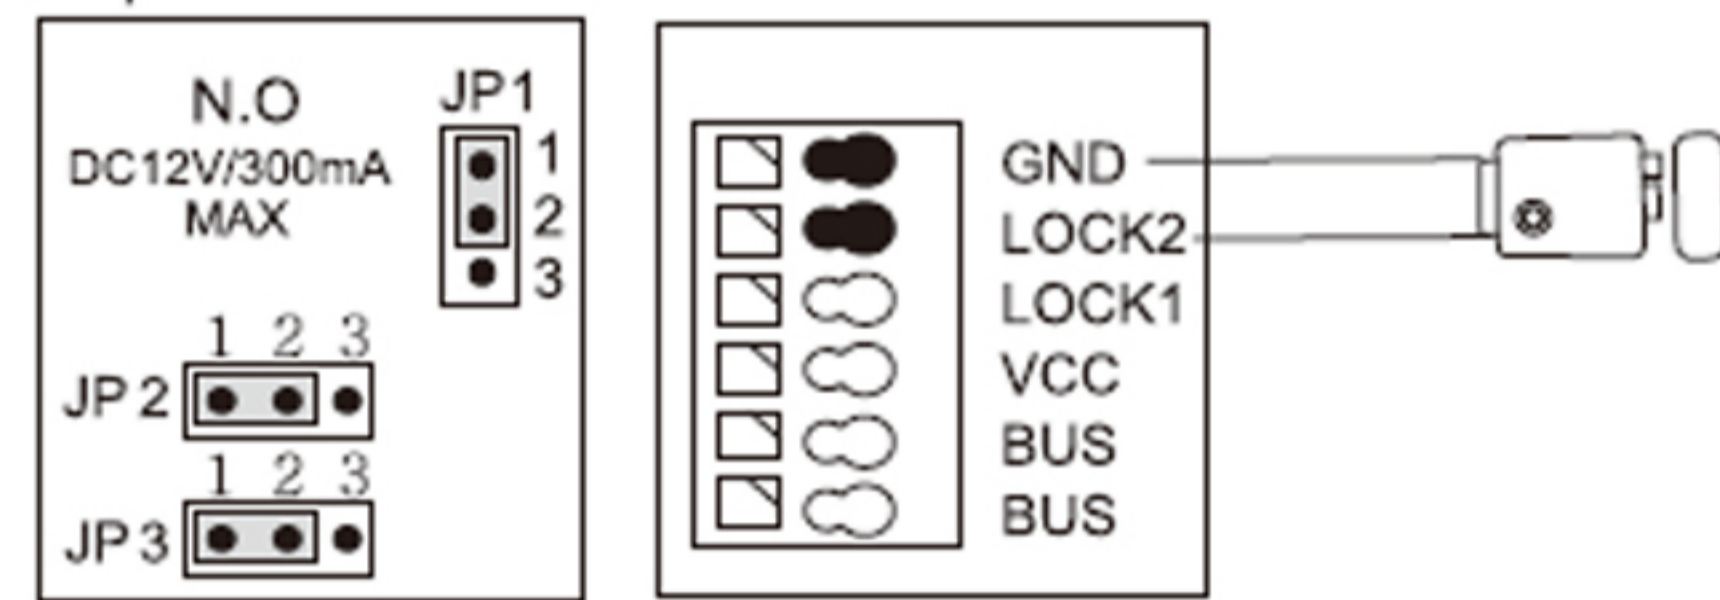 N.O
DC12V/300mA
MAX
JP1
1
2
3
1 2 3
JP2
1 2 3
JP3
GND
LOCK2
LOCK1
VCC
BUS
BUS